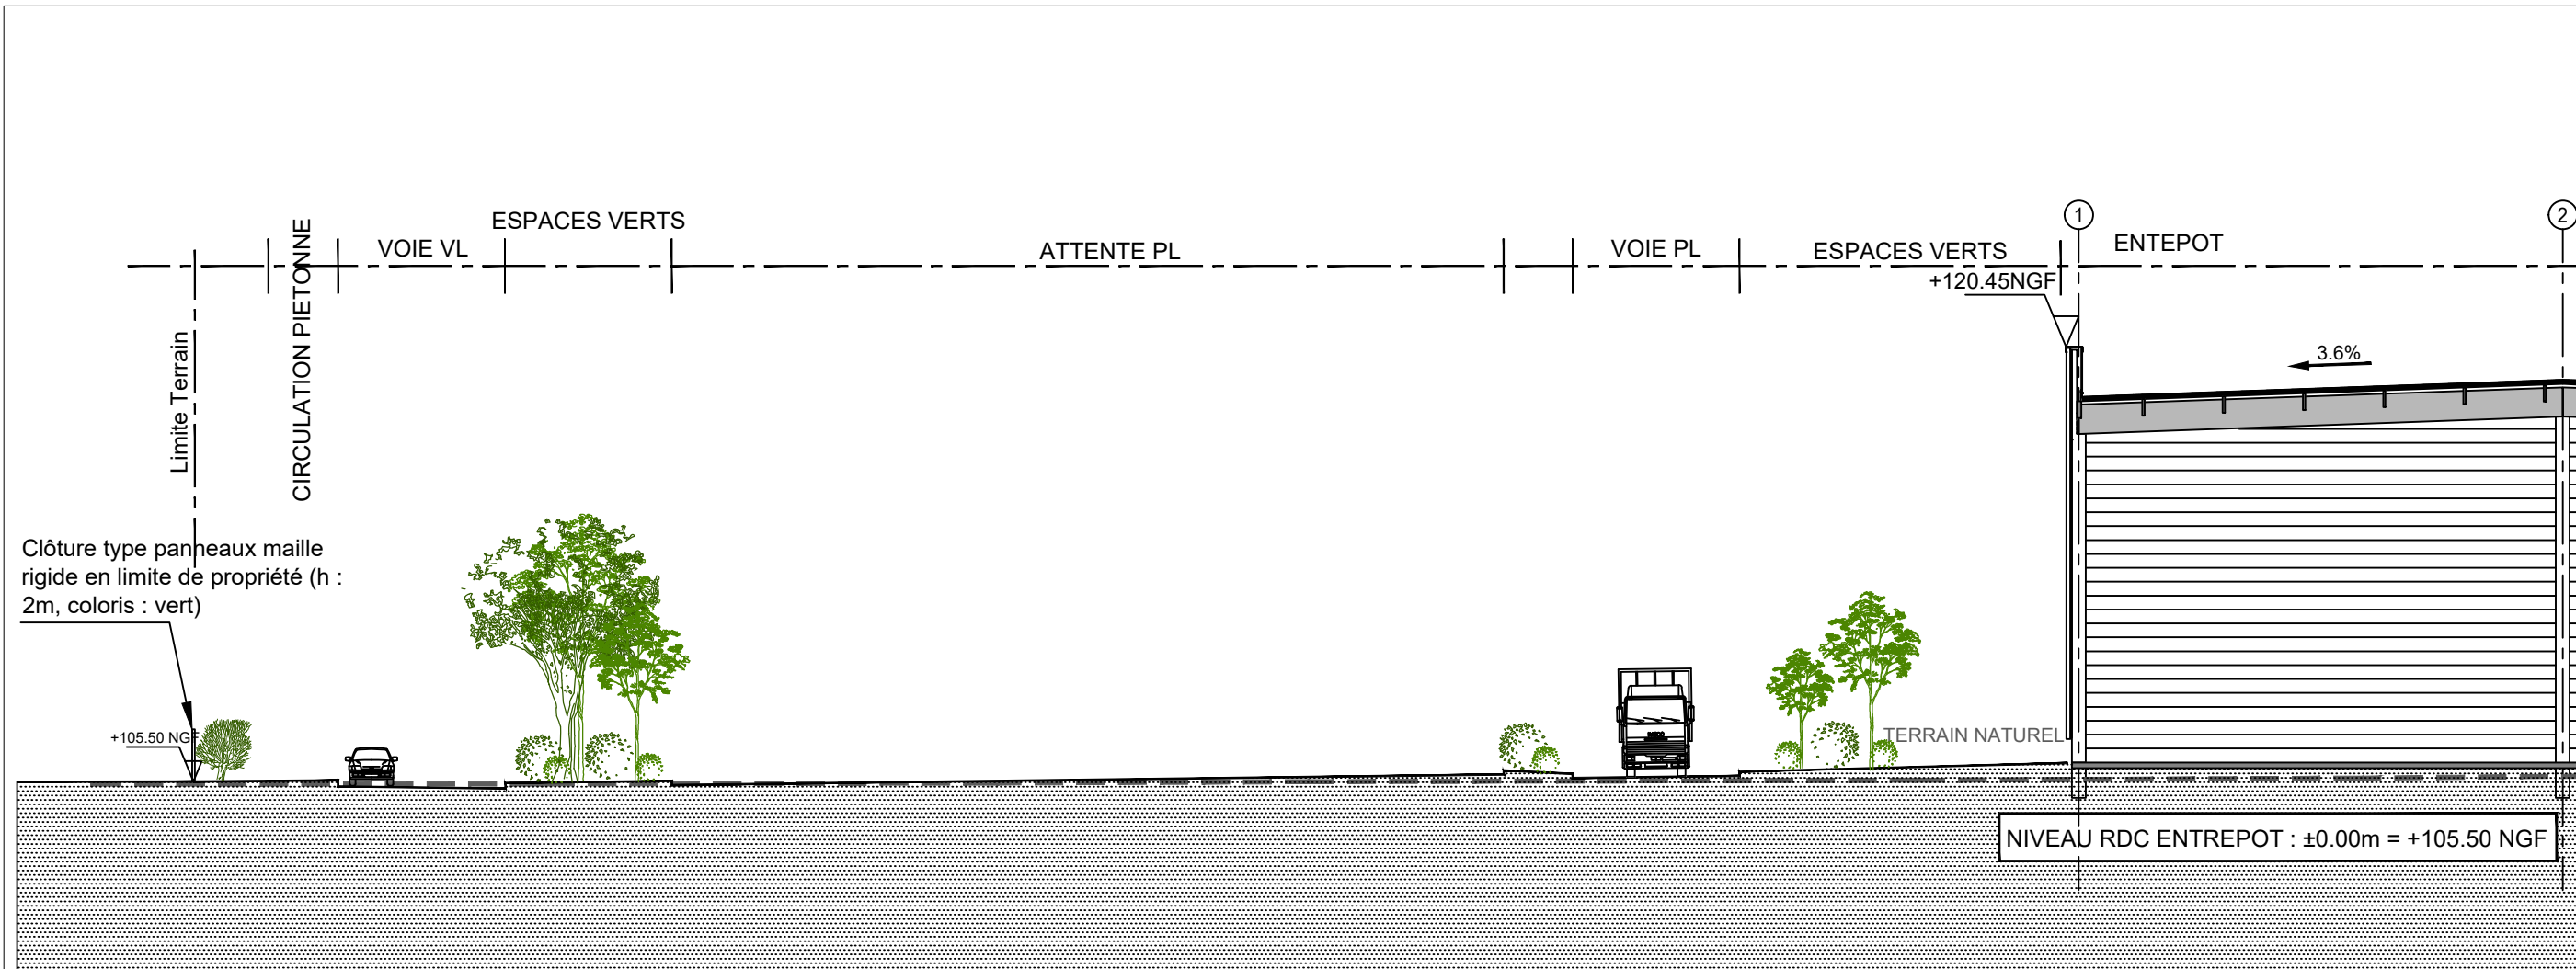 ESPACES VERTS
CIRCULATION PIETONNE
VOIE VL
ATTENTE PL
VOIE PL
ESPACES VERTS
1
ENTEPOT
2
+120.45NGF
Limite Terrain
3.6%
Clôture type panneaux maille
rigide en limite de propriété (h :
2m, coloris : vert)
+105.50 NGF
TERRAIN NATUREL
NIVEAU RDC ENTREPOT : ±0.00m = +105.50 NGF